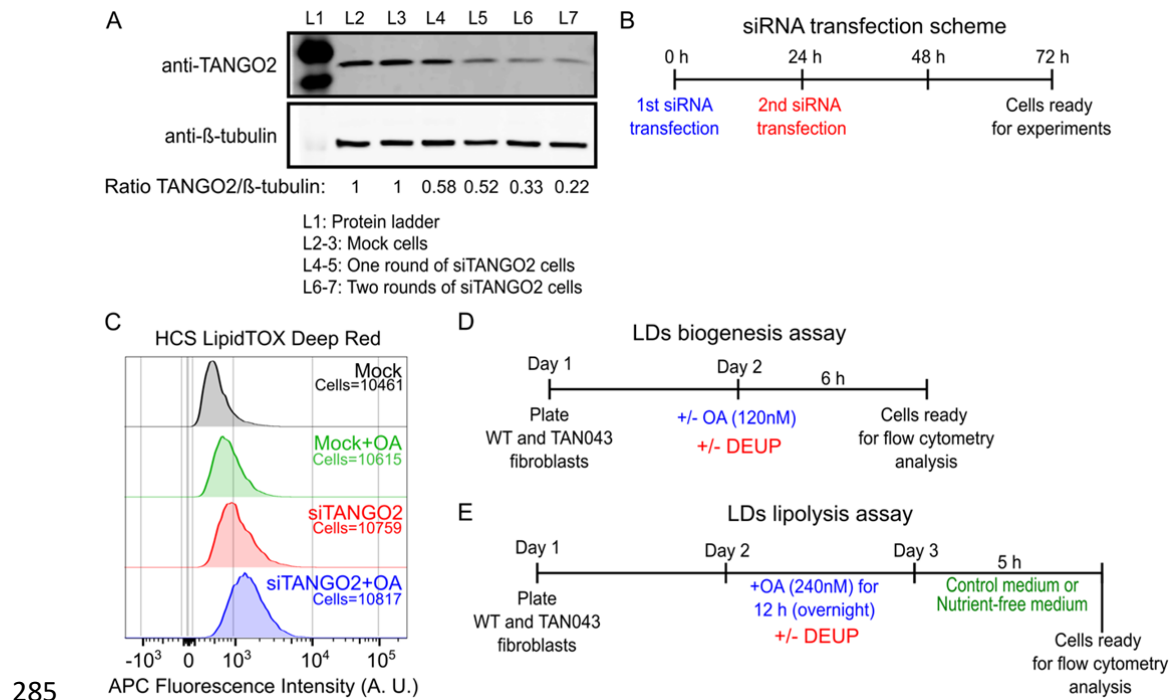 A
L1 L2 L3 L4 L5 L6 L7
anti-TANGO2
anti-ß-tubulin
Ratio TANGO2/ß-tubulin: 1 1 0.58 0.52 0.33 0.22
L1: Protein ladder
L2-3: Mock cells
L4-5: One round of siTANGO2 cells
L6-7: Two rounds of siTANGO2 cells
B
siRNA transfection scheme
0 h 24 h 48 h 72 h
1st siRNA
transfection
2nd siRNA
transfection
Cells ready
for experiments
C
HCS LipidTOX Deep Red
Mock
Cells=10461
Mock+OA
Cells=10615
siTANGO2
Cells=10759
siTANGO2+OA
Cells=10817
-10³ 0 10³ 10⁴ 10⁵
APC Fluorescence Intensity (A. U.)
D
LDs biogenesis assay
Day 1
Day 2
6 h
Plate
WT and TAN043
fibroblasts
+/- OA (120nM)
+/- DEUP
Cells ready
for flow cytometry
analysis
E
LDs lipolysis assay
Day 1
Day 2
Day 3
5 h
Plate
WT and TAN043
fibroblasts
+OA (240nM) for
12 h (overnight)
+/- DEUP
Control medium or
Nutrient-free medium
Cells ready
for flow cytometry
analysis
285